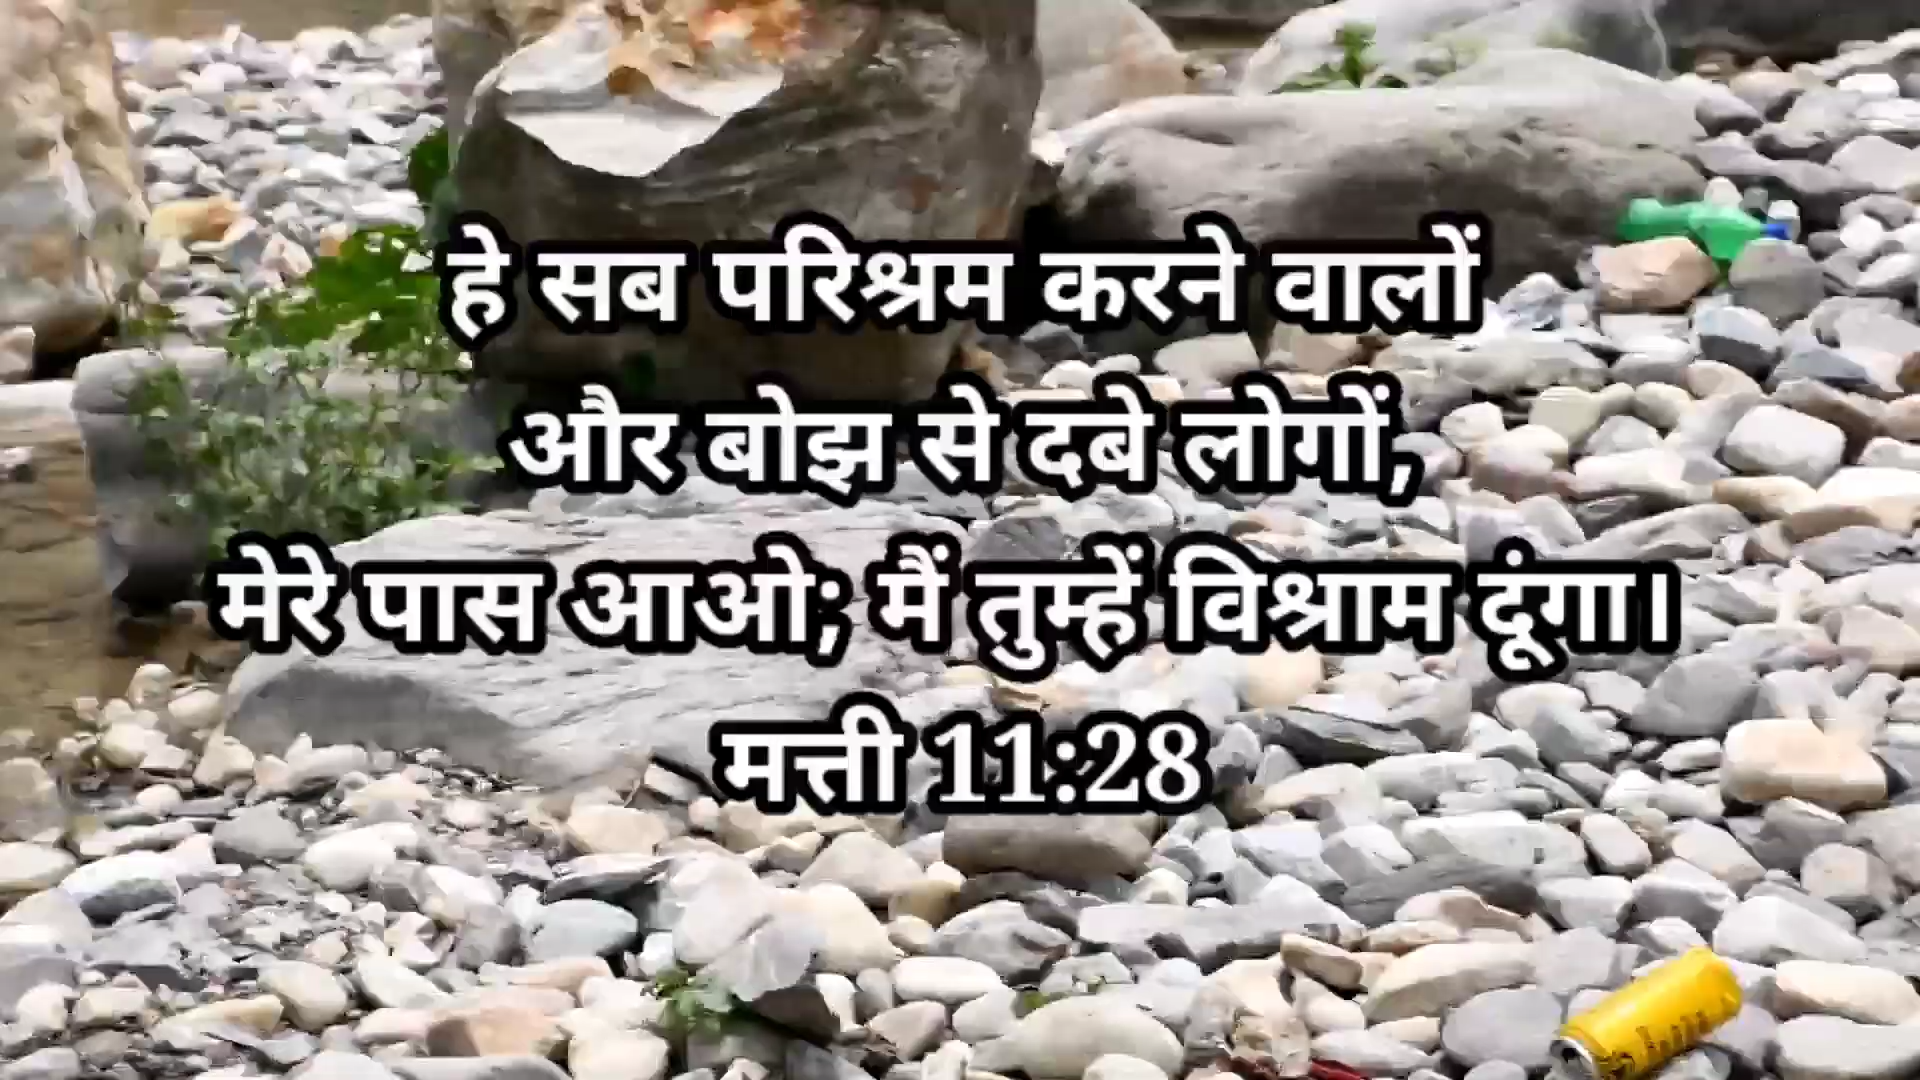 हे सब परिश्रम करने वालों
और बोझ से दबे लोगों,
मेरे पास आओ; मैं तुम्हें विश्राम दूंगा।
मत्ती 11:28